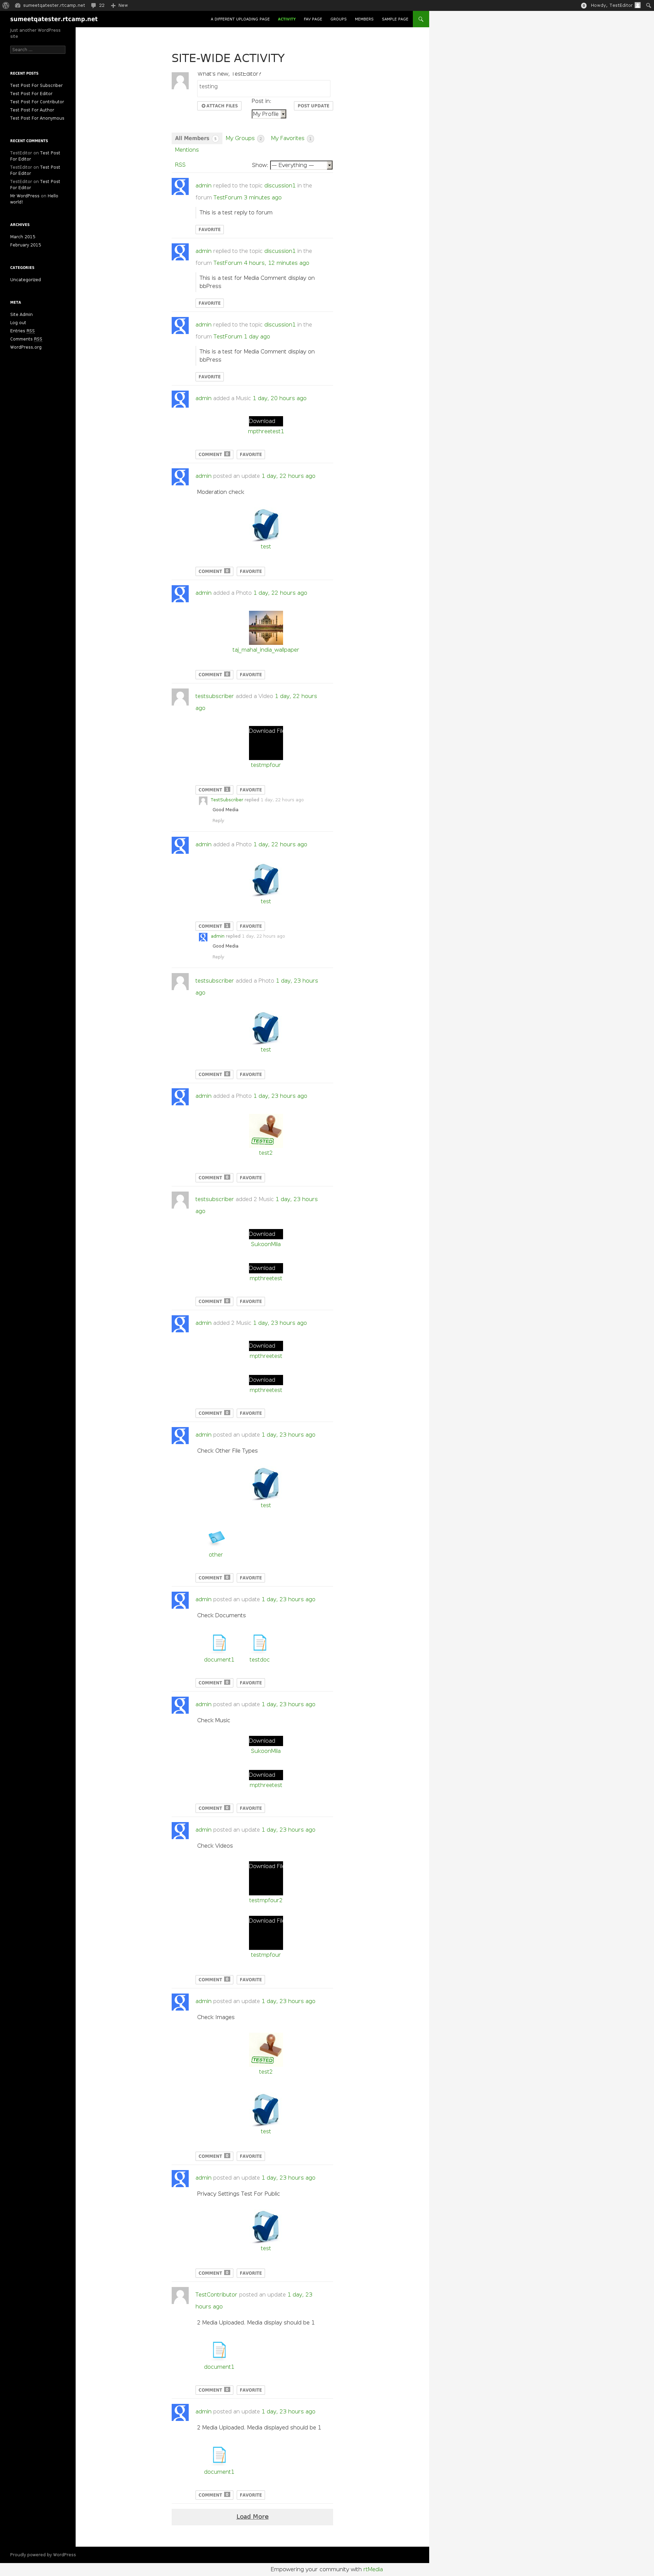 sumeetqatester.rtcamp.net
New
Howdy, TestEditor
sumeetqatester.rtcamp.net
A DIFFERENT UPLOADING PAGE
ACTIVITY
FAV PAGE
GROUPS
MEMBERS
SAMPLE PAGE
Just another WordPress
site
Search ...
RECENT POSTS
Test Post For Subscriber
Test Post For Editor
Test Post For Contributor
Test Post For Author
Test Post For Anonymous
RECENT COMMENTS
TestEditor on Test Post
For Editor
TestEditor on Test Post
For Editor
TestEditor on Test Post
For Editor
Mr WordPress on Hello
world!
ARCHIVES
March 2015
February 2015
CATEGORIES
Uncategorized
META
Site Admin
Log out
Entries RSS
Comments RSS
WordPress.org
SITE-WIDE ACTIVITY
What's new, TestEditor?
testing
ATTACH FILES
Post in:
My Profile
POST UPDATE
All Members
My Groups
My Favorites
Mentions
RSS
Show: — Everything —
admin replied to the topic discussion1 in the
forum TestForum 3 minutes ago
This is a test reply to forum
FAVORITE
admin replied to the topic discussion1 in the
forum TestForum 4 hours, 12 minutes ago
This is a test for Media Comment display on
bbPress
FAVORITE
admin replied to the topic discussion1 in the
forum TestForum 1 day ago
This is a test for Media Comment display on
bbPress
FAVORITE
admin added a Music 1 day, 20 hours ago
Download
mpthreetest1
COMMENT 0 FAVORITE
admin posted an update 1 day, 22 hours ago
Moderation check
test
COMMENT 0 FAVORITE
admin added a Photo 1 day, 22 hours ago
taj_mahal_india_wallpaper
COMMENT 0 FAVORITE
testsubscriber added a Video 1 day, 22 hours
ago
Download Fil
testmpfour
COMMENT 1 FAVORITE
TestSubscriber replied 1 day, 22 hours ago
Good Media
Reply
admin added a Photo 1 day, 22 hours ago
test
COMMENT 1 FAVORITE
admin replied 1 day, 22 hours ago
Good Media
Reply
testsubscriber added a Photo 1 day, 23 hours
ago
test
COMMENT 0 FAVORITE
admin added a Photo 1 day, 23 hours ago
TESTED
test2
COMMENT 0 FAVORITE
testsubscriber added 2 Music 1 day, 23 hours
ago
Download
SukoonMila
Download
mpthreetest
COMMENT 0 FAVORITE
admin added 2 Music 1 day, 23 hours ago
Download
mpthreetest
Download
mpthreetest
COMMENT 0 FAVORITE
admin posted an update 1 day, 23 hours ago
Check Other File Types
test
other
COMMENT 0 FAVORITE
admin posted an update 1 day, 23 hours ago
Check Documents
document1
testdoc
COMMENT 0 FAVORITE
admin posted an update 1 day, 23 hours ago
Check Music
Download
SukoonMila
Download
mpthreetest
COMMENT 0 FAVORITE
admin posted an update 1 day, 23 hours ago
Check Videos
Download Fil
testmpfour2
Download Fil
testmpfour
COMMENT 0 FAVORITE
admin posted an update 1 day, 23 hours ago
Check Images
TESTED
test2
test
COMMENT 0 FAVORITE
admin posted an update 1 day, 23 hours ago
Privacy Settings Test For Public
test
COMMENT 0 FAVORITE
TestContributor posted an update 1 day, 23
hours ago
2 Media Uploaded. Media display should be 1
document1
COMMENT 0 FAVORITE
admin posted an update 1 day, 23 hours ago
2 Media Uploaded. Media displayed should be 1
document1
COMMENT 0 FAVORITE
Load More
Proudly powered by WordPress
Empowering your community with rtMedia